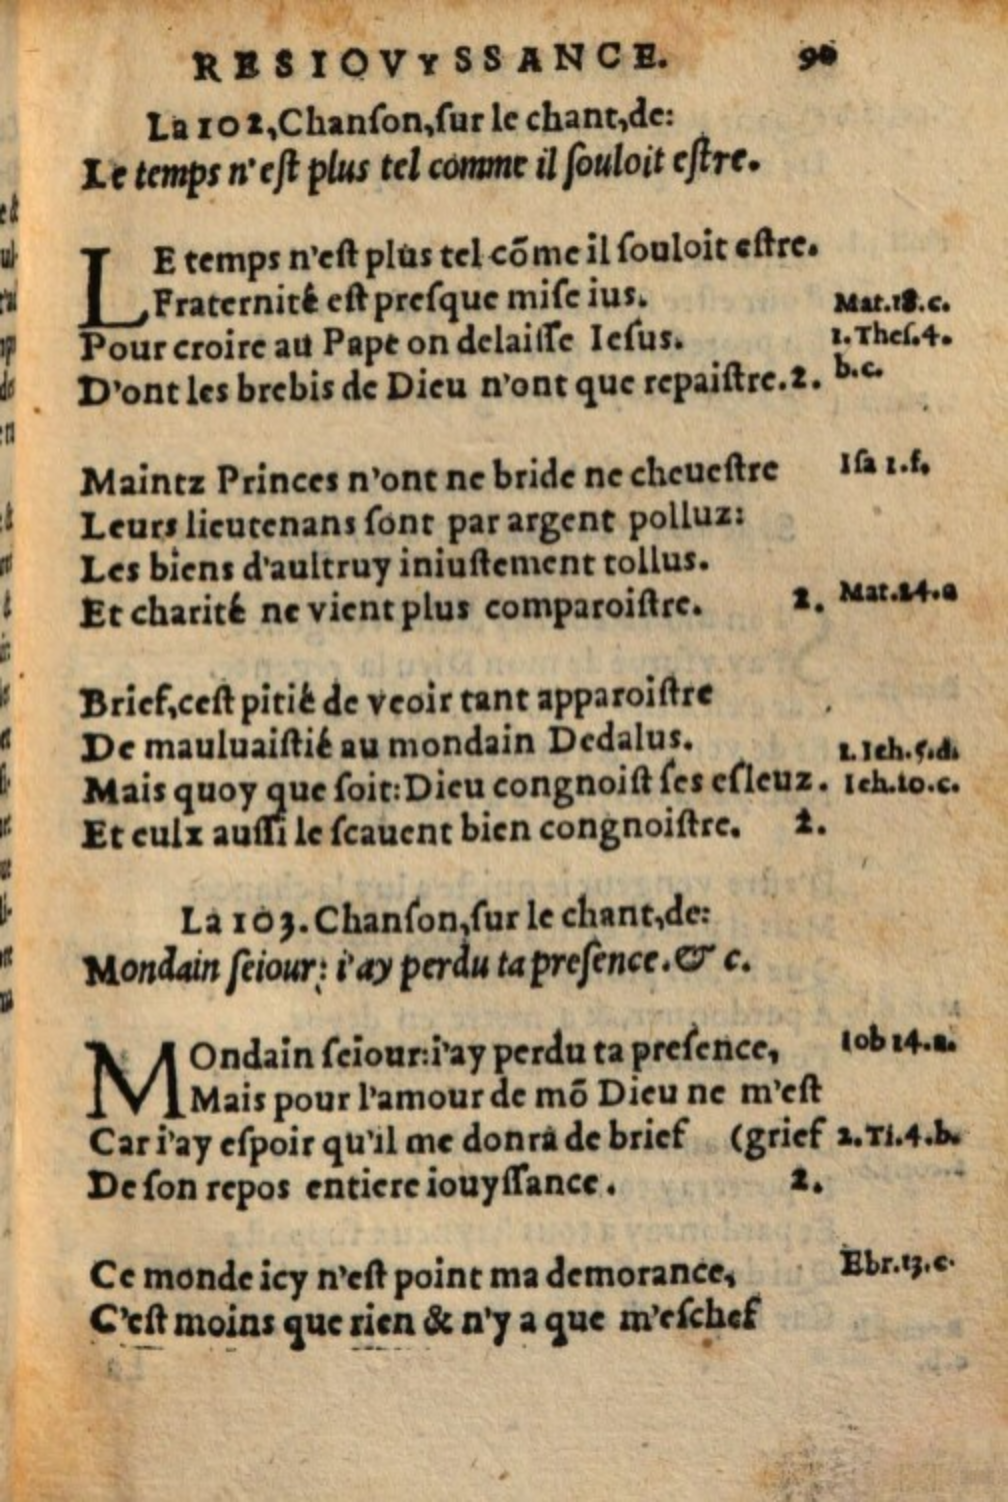 RESIOVYSSANCE. 90
La 102, Chanſon, ſur le chant, de:
Le temps n'eſt plus tel comme il ſouloit eſtre.
LE temps n'eſt plus tel cõme il ſouloit eſtre.
Fraternité eſt preſque miſe ius. Mat.18.c.
Pour croire au Pape on delaiſſe Ieſus. 1.Theſ.4.
D'ont les brebis de Dieu n'ont que repaiſtre.2. b.c.
Maintz Princes n'ont ne bride ne cheueſtre Iſa 1.f.
Leurs lieutenans ſont par argent polluz:
Les biens d'aultruy iniuſtement tollus.
Et charité ne vient plus comparoiſtre. 2. Mat.24.a
Brief, ceſt pitié de veoir tant apparoiſtre
De mauluaiſtié au mondain Dedalus. 1.Ieh.5.d.
Mais quoy que ſoit: Dieu congnoiſt ſes eſleuz. Ieh.10.c.
Et eulx auſſi le ſcauent bien congnoiſtre. 2.
La 103. Chanſon, ſur le chant, de:
Mondain ſeiour: i'ay perdu ta preſence. & c.
MOndain ſeiour: i'ay perdu ta preſence, Iob 14.a.
Mais pour l'amour de mõ Dieu ne m'eſt
Car i'ay eſpoir qu'il me donra de brief (grief 2.Ti.4.b.
De ſon repos entiere iouyſſance. 2.
Ce monde icy n'eſt point ma demorance, Ebr.13.c.
C'eſt moins que rien & n'y a que m'eſchef